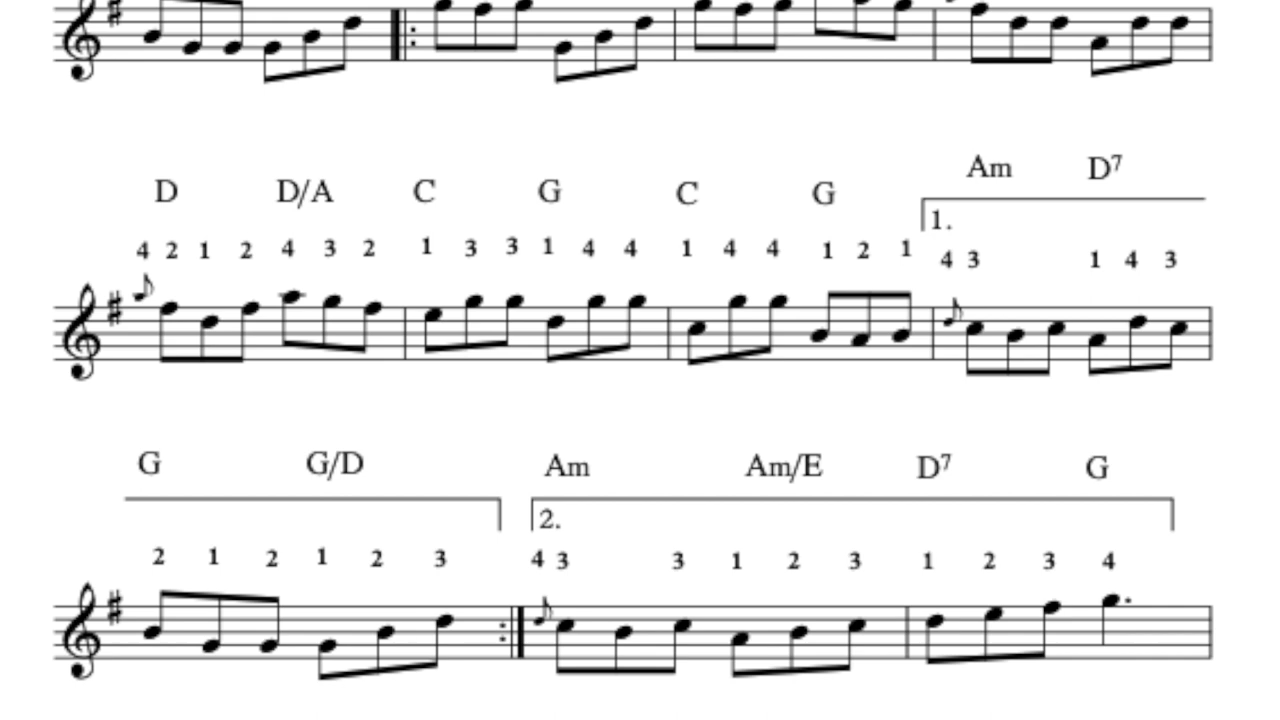 Am D7
D D/A C G C G
1.
4 2 1 2 4 3 2 1 3 3 1 4 4 1 4 4 1 2 1 4 3 1 4 3
G G/D Am Am/E D7 G
2.
2 1 2 1 2 3 4 3 3 1 2 3 1 2 3 4